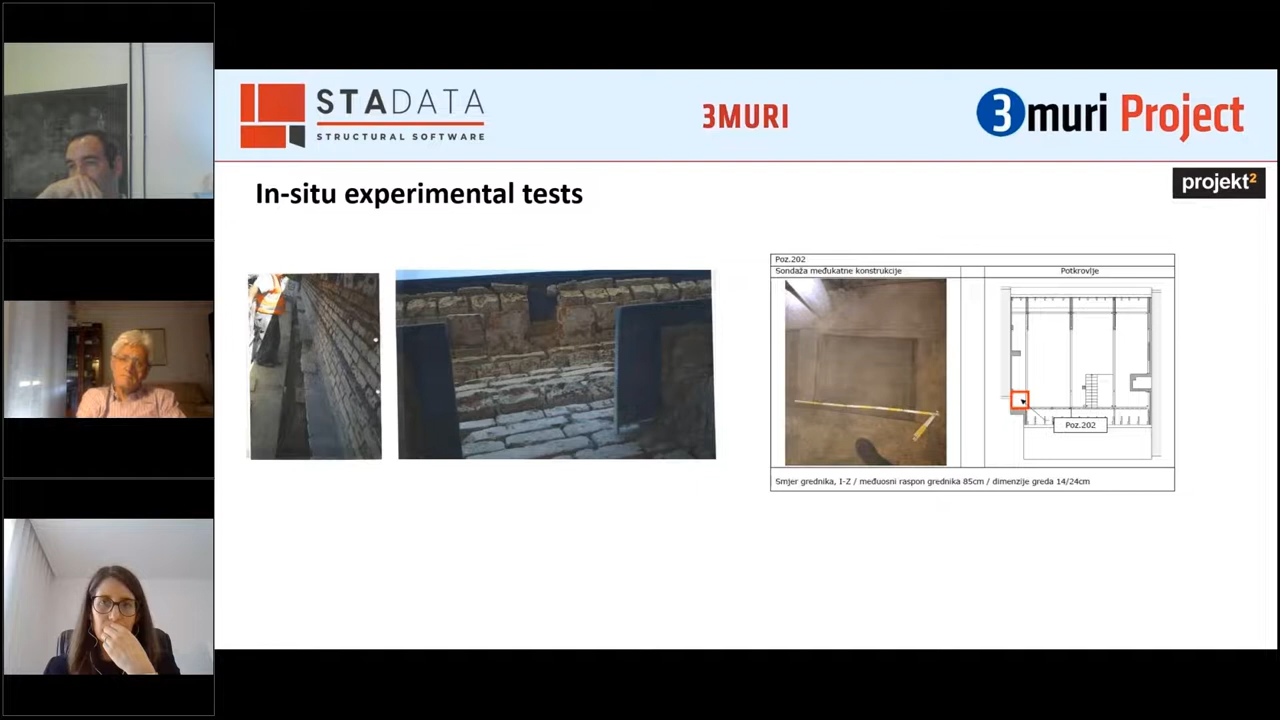 STADATA
STRUCTURAL SOFTWARE
3MURI
3muri Project
projekt²
In-situ experimental tests
Poz.202
Sondaža međukatne konstrukcije
Potkrovlje
Poz.202
Smjer grednika, I-Z / međuosni raspon grednika 85cm / dimenzije greda 14/24cm